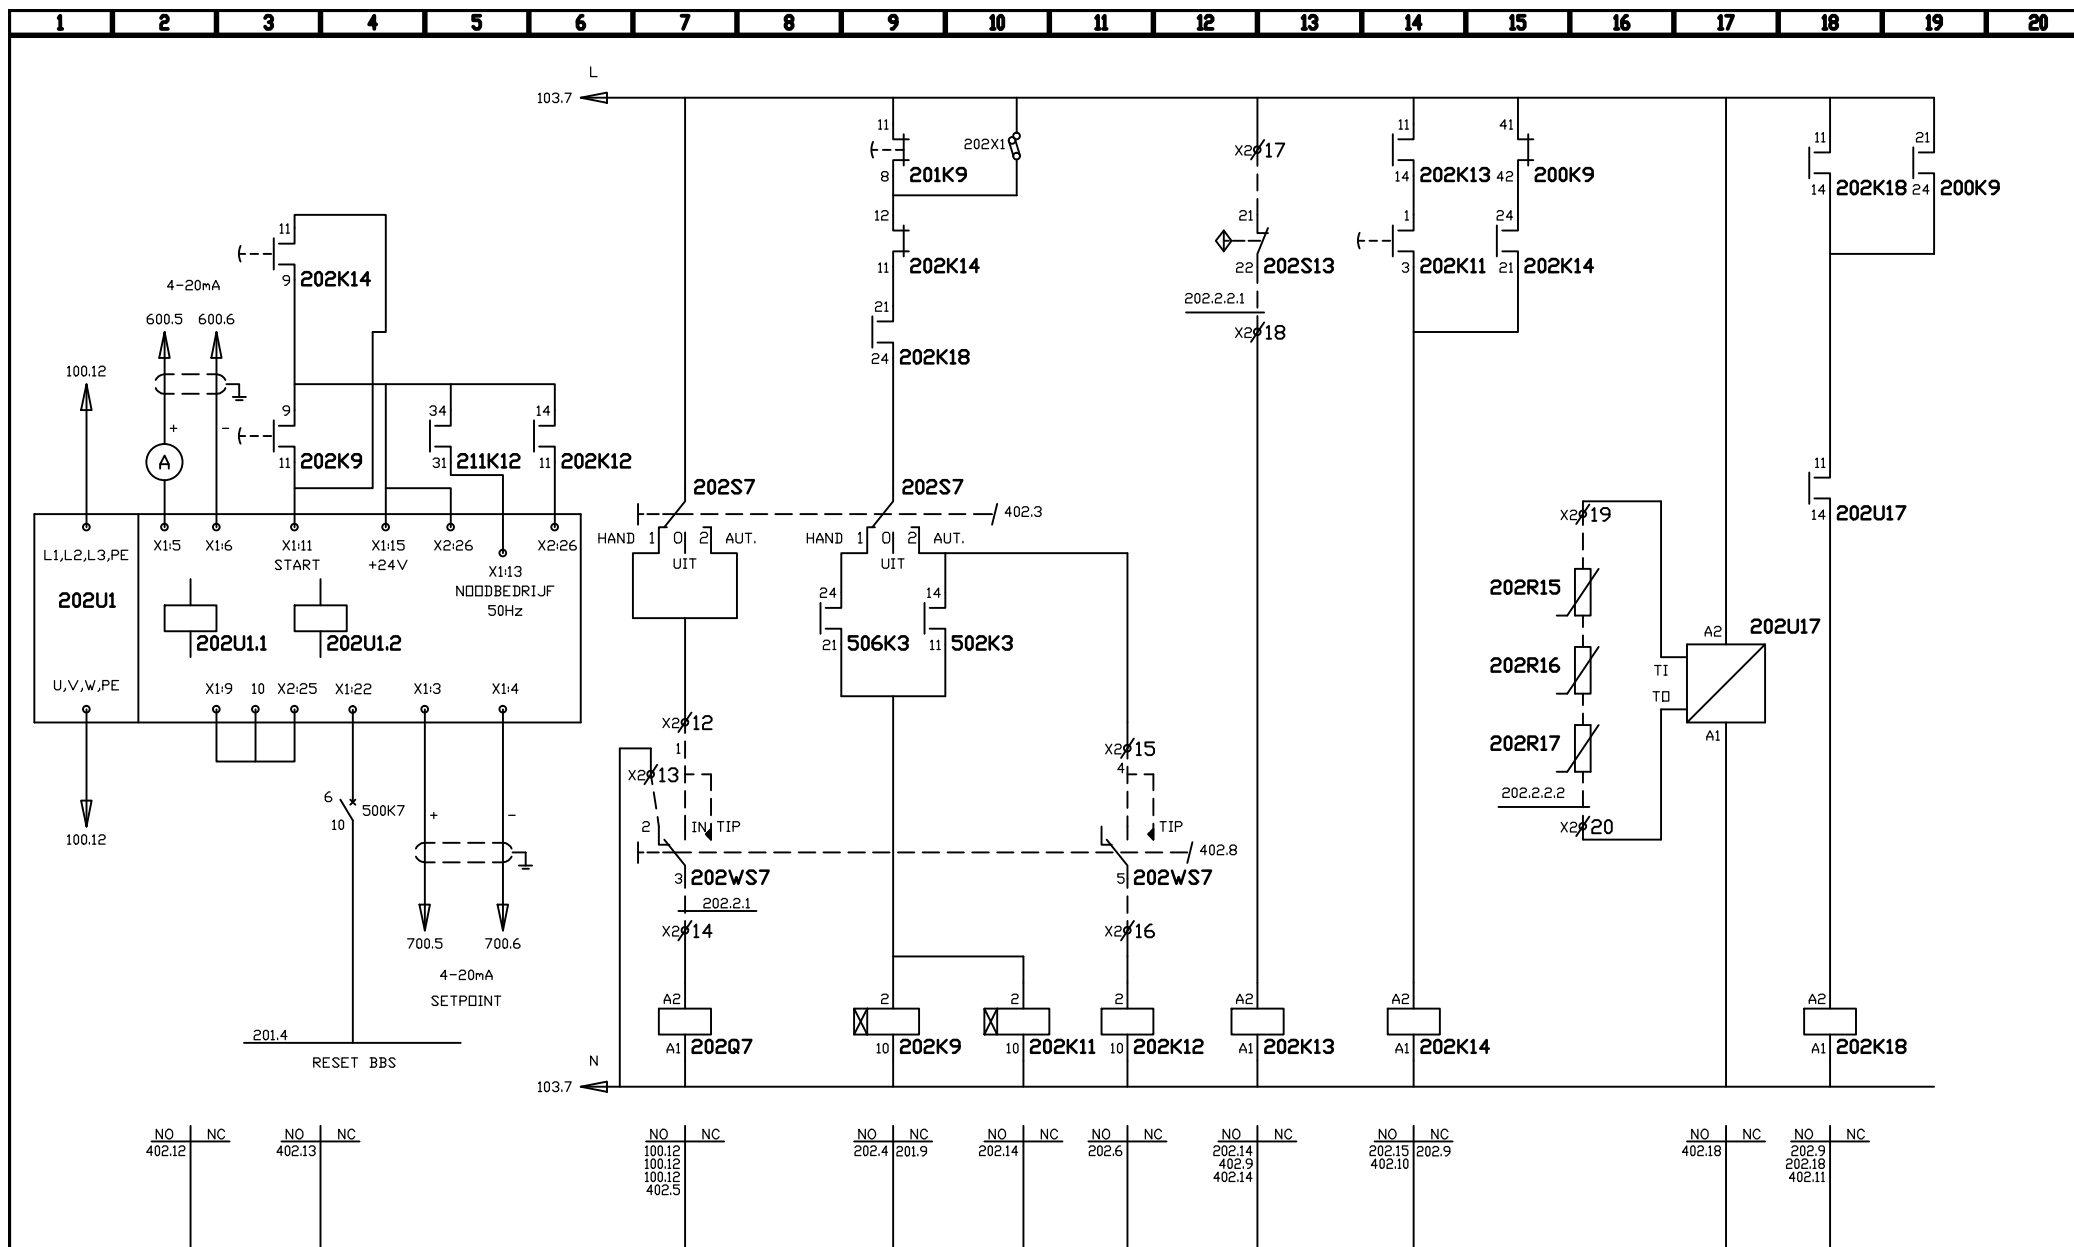 1 2 3 4 5 6 7 8 9 10 11 12 13 14 15 16 17 18 19 20
L
103.7
11 11 11 41 11 21
202X1 X2 17
8 201K9 14 202K13 42 200K9 14 202K18 24 200K9
12 21 1 24
11
11 202K14 22 202S13 3 202K11 21 202K14
9 202K14
4-20mA
202.2.2.1
21
600.5 600.6
X2 18
24 202K18
100.12
9 34 14
+ -
A
11 202K9 31 211K12 11 202K12
11
202S7 202S7
402.3
X2 19
14 202U17
HAND 1 0 2 AUT. HAND 1 0 2 AUT.
UIT UIT
X1:5 X1:6 X1:11 X1:15 X2:26 X2:26
L1,L2,L3,PE
START +24V X1:13
NOODBEDRIJF
50Hz
202U1
202R15
24 14
202U1.1 202U1.2
21 506K3 11 502K3
A2 202U17
202R16
TI
TO
U,V,W,PE
X1:9 10 X2:25 X1:22 X1:3 X1:4
X2 12
A1
1
X2 15
202R17
X2 13
4
202.2.2.2
6
500K7
10
+ -
2 IN TIP TIP
X2 20
100.12
402.8
3 202WS7 5 202WS7
202.2.1
X2 14 X2 16
700.5 700.6
4-20mA
SETPOINT
A2 2 2 2 A2 A2 A2
201.4
A1 202Q7 10 202K9 10 202K11 10 202K12 A1 202K13 A1 202K14 A1 202K18
RESET BBS
N
103.7
NO NC NO NC NO NC NO NC NO NC NO NC NO NC NO NC NO NC NO NC
402.12 402.13 100.12 202.4 201.9 202.14 202.6 202.14 202.15 202.9 402.18 202.9
100.12 402.9 402.10 202.18
100.12 402.14 402.11
402.5